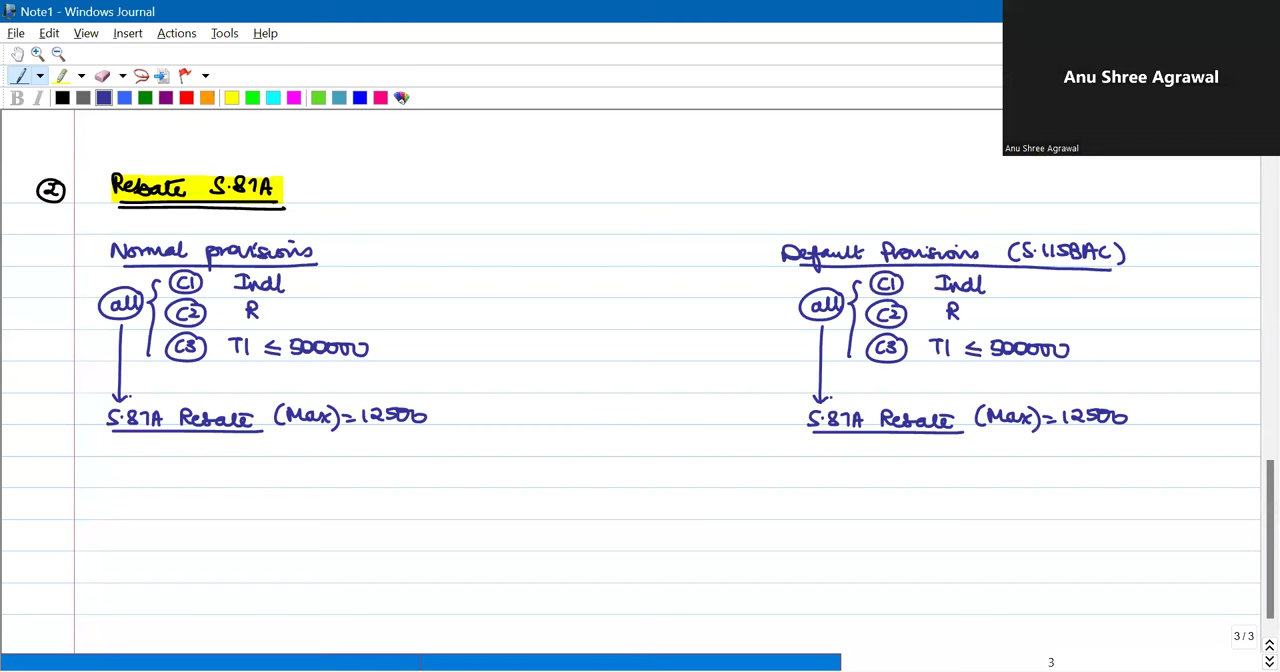 Note1 - Windows Journal
File Edit View Insert Actions Tools Help
B I
Anu Shree Agrawal
Anu Shree Agrawal
2 Rebate S.87A
Normal provisions
all
C1 Indl
C2 R
C3 TI ≤ 500000
S.87A Rebate (Max) = 12500
Default Provisions (S.115BAC)
all
C1 Indl
C2 R
C3 TI ≤ 500000
S.87A Rebate (Max) = 12500
3 / 3
3